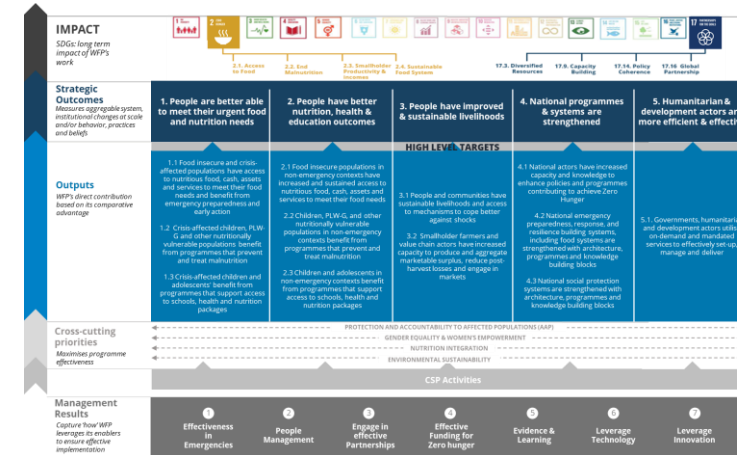 IMPACT
SDGs: long term
impact of WFP's
work
2
17
2.1. Access
to Food
2.2. End
Malnutrition
2.3. Smallholder
Productivity &
Incomes
2.4. Sustainable
Food System
17.3. Diversified
Resources
17.9. Capacity
Building
17.14. Policy
Coherence
17.16 Global
Partnership
Strategic
Outcomes
Measures aggregable system,
institutional changes at scale
and/or behavior, practices
and beliefs
1. People are better able
to meet their urgent food
and nutrition needs
2. People have better
nutrition, health &
education outcomes
3. People have improved
& sustainable livelihoods
4. National programmes
& systems are
strengthened
5. Humanitarian &
development actors ar
more efficient & effectiv
HIGH LEVEL TARGETS
Outputs
WFP's direct contribution
based on its comparative
advantage
1.1 Food insecure and crisis-
affected populations have access
to nutritious food, cash, assets
and services to meet their food
needs and benefit from
emergency preparedness and
early action
1.2 Crisis-affected children, PLW-
G and other nutritionally
vulnerable populations benefit
from programmes that prevent
and treat malnutrition
1.3 Crisis-affected children and
adolescents' benefit from
programmes that support access
to schools, health and nutrition
packages
2.1 Food insecure populations in
non-emergency contexts have
increased and sustained access to
nutritious food, cash, assets and
services to meet their food needs
2.2 Children, PLW-G, and other
nutritionally vulnerable
populations in non-emergency
contexts benefit from
programmes that prevent and
treat malnutrition
2.3 Children and adolescents in
non-emergency contexts benefit
from programmes that support
access to schools, health and
nutrition packages
3.1 People and communities have
sustainable livelihoods and access
to mechanisms to cope better
against shocks
3.2 Smallholder farmers and
value chain actors have increased
capacity to produce and aggregate
marketable surplus, reduce post-
harvest losses and engage in
markets
4.1 National actors have increased
capacity and knowledge to
enhance policies and programmes
contributing to achieve Zero
Hunger
4.2 National emergency
preparedness, response, and
resilience building systems,
including food systems are
strengthened with architecture,
programmes and knowledge
building blocks
4.3 National social protection
systems are strengthened with
architecture, programmes and
knowledge building blocks
5.1. Governments, humanitaria
and development actors utilis
on-demand and mandated
services to effectively set-up,
manage and deliver
Cross-cutting
priorities
Maximises programme
effectiveness
PROTECTION AND ACCOUNTABILITY TO AFFECTED POPULATIONS (AAP)
GENDER EQUALITY & WOMEN'S EMPOWERMENT
NUTRITION INTEGRATION
ENVIRONMENTAL SUSTAINABILITY
CSP Activities
Management
Results
Capture 'how' WFP
leverages its enablers
to ensure effective
implementation
1
Effectiveness
in
Emergencies
2
People
Management
3
Engage in
effective
Partnerships
4
Effective
Funding for
Zero hunger
5
Evidence &
Learning
6
Leverage
Technology
7
Leverage
Innovation